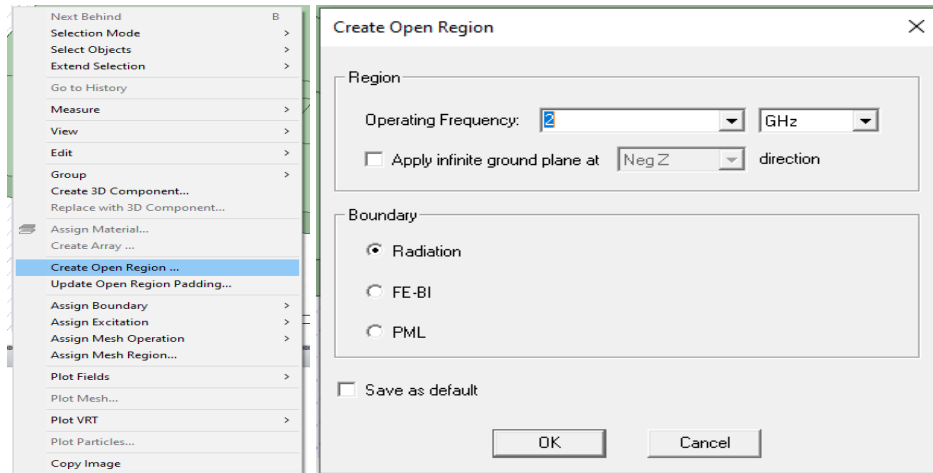 Next Behind B
Selection Mode >
Select Objects >
Extend Selection >
Go to History
Measure >
View >
Edit >
Group >
Create 3D Component...
Replace with 3D Component...
Assign Material...
Create Array ...
Create Open Region ...
Update Open Region Padding...
Assign Boundary >
Assign Excitation >
Assign Mesh Operation >
Assign Mesh Region...
Plot Fields >
Plot Mesh...
Plot VRT >
Plot Particles...
Copy Image
Create Open Region
Region
Operating Frequency: 2 GHz
Apply infinite ground plane at Neg Z direction
Boundary
Radiation
FE-BI
PML
Save as default
OK Cancel